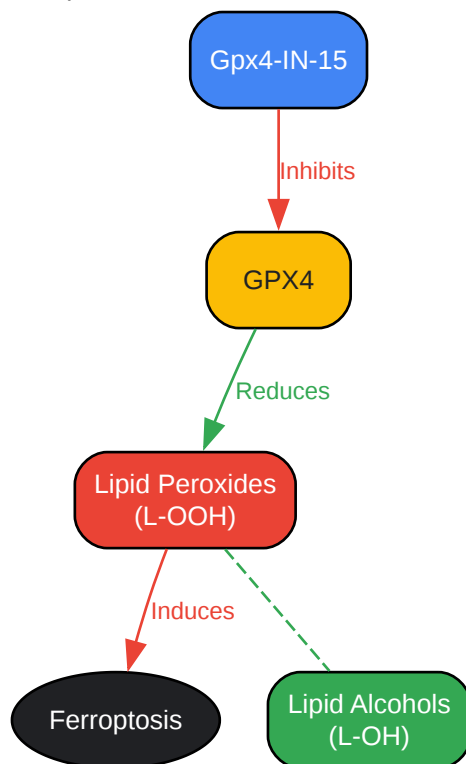 Gpx4-IN-15
Inhibits
GPX4
Reduces
Lipid Peroxides
(L-OOH)
Induces
Ferroptosis
Lipid Alcohols
(L-OH)